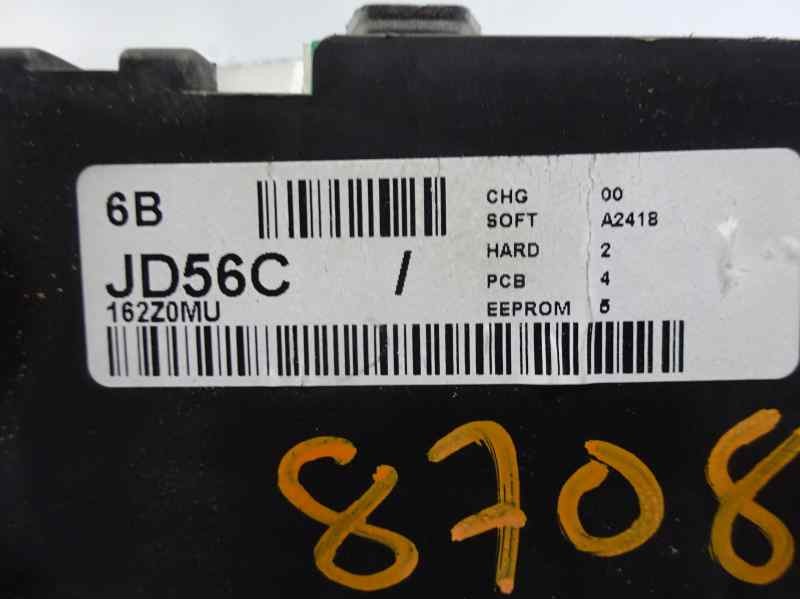 6B
JD56C /
162Z0MU
CHG 00
SOFT A2418
HARD 2
PCB 4
EEPROM 5
8708